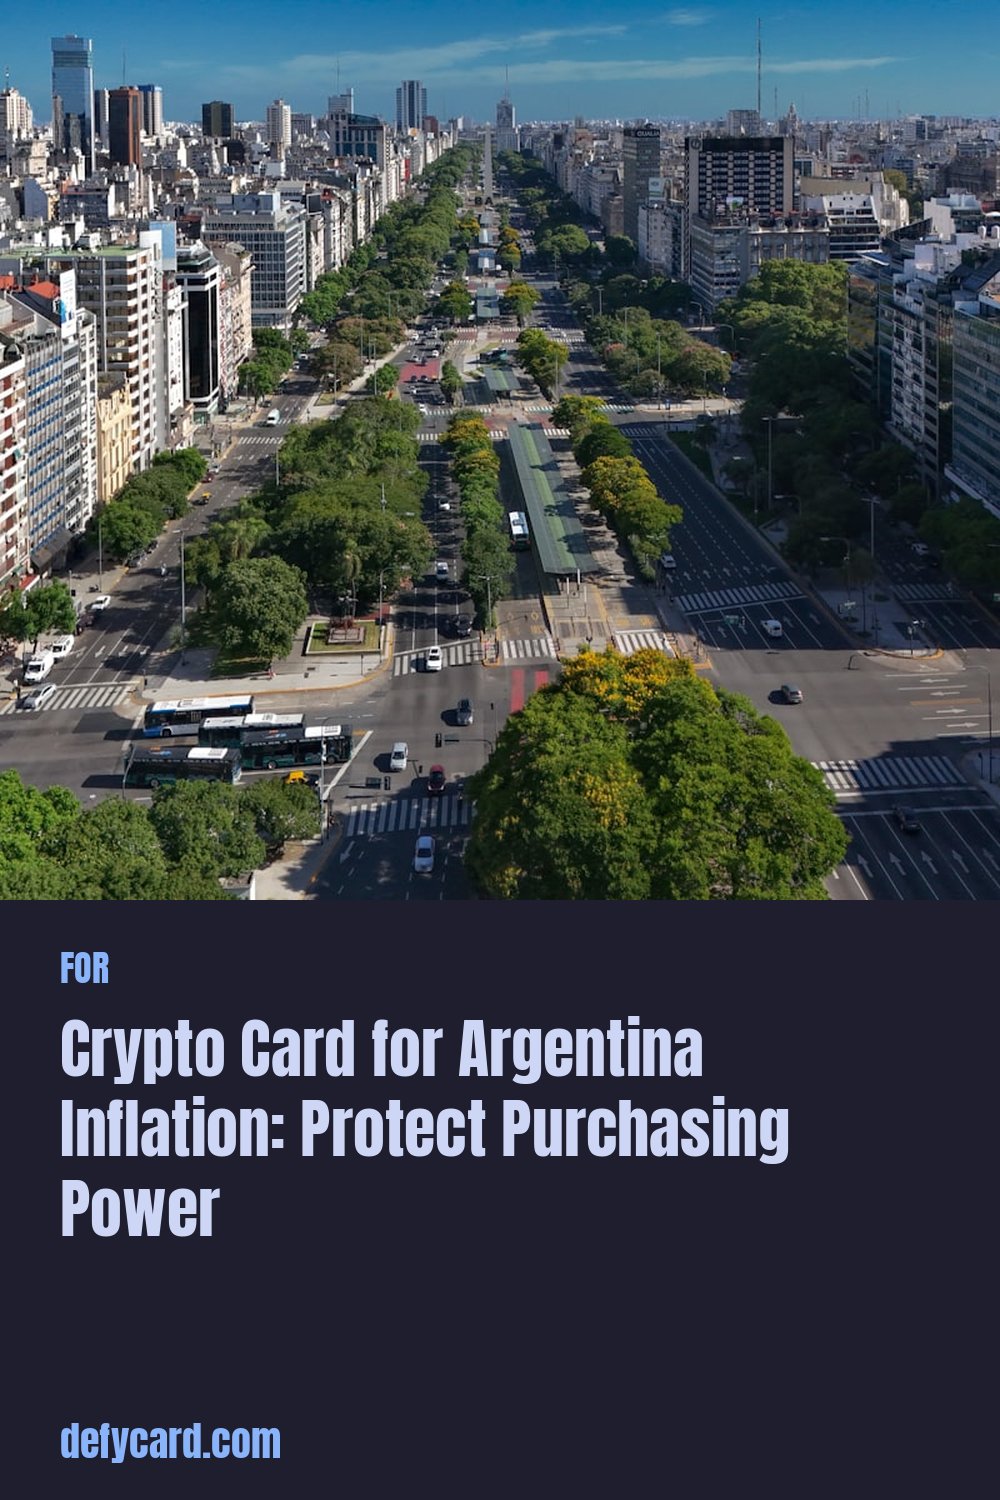 FOR
Crypto Card for Argentina
Inflation: Protect Purchasing
Power
defycard.com